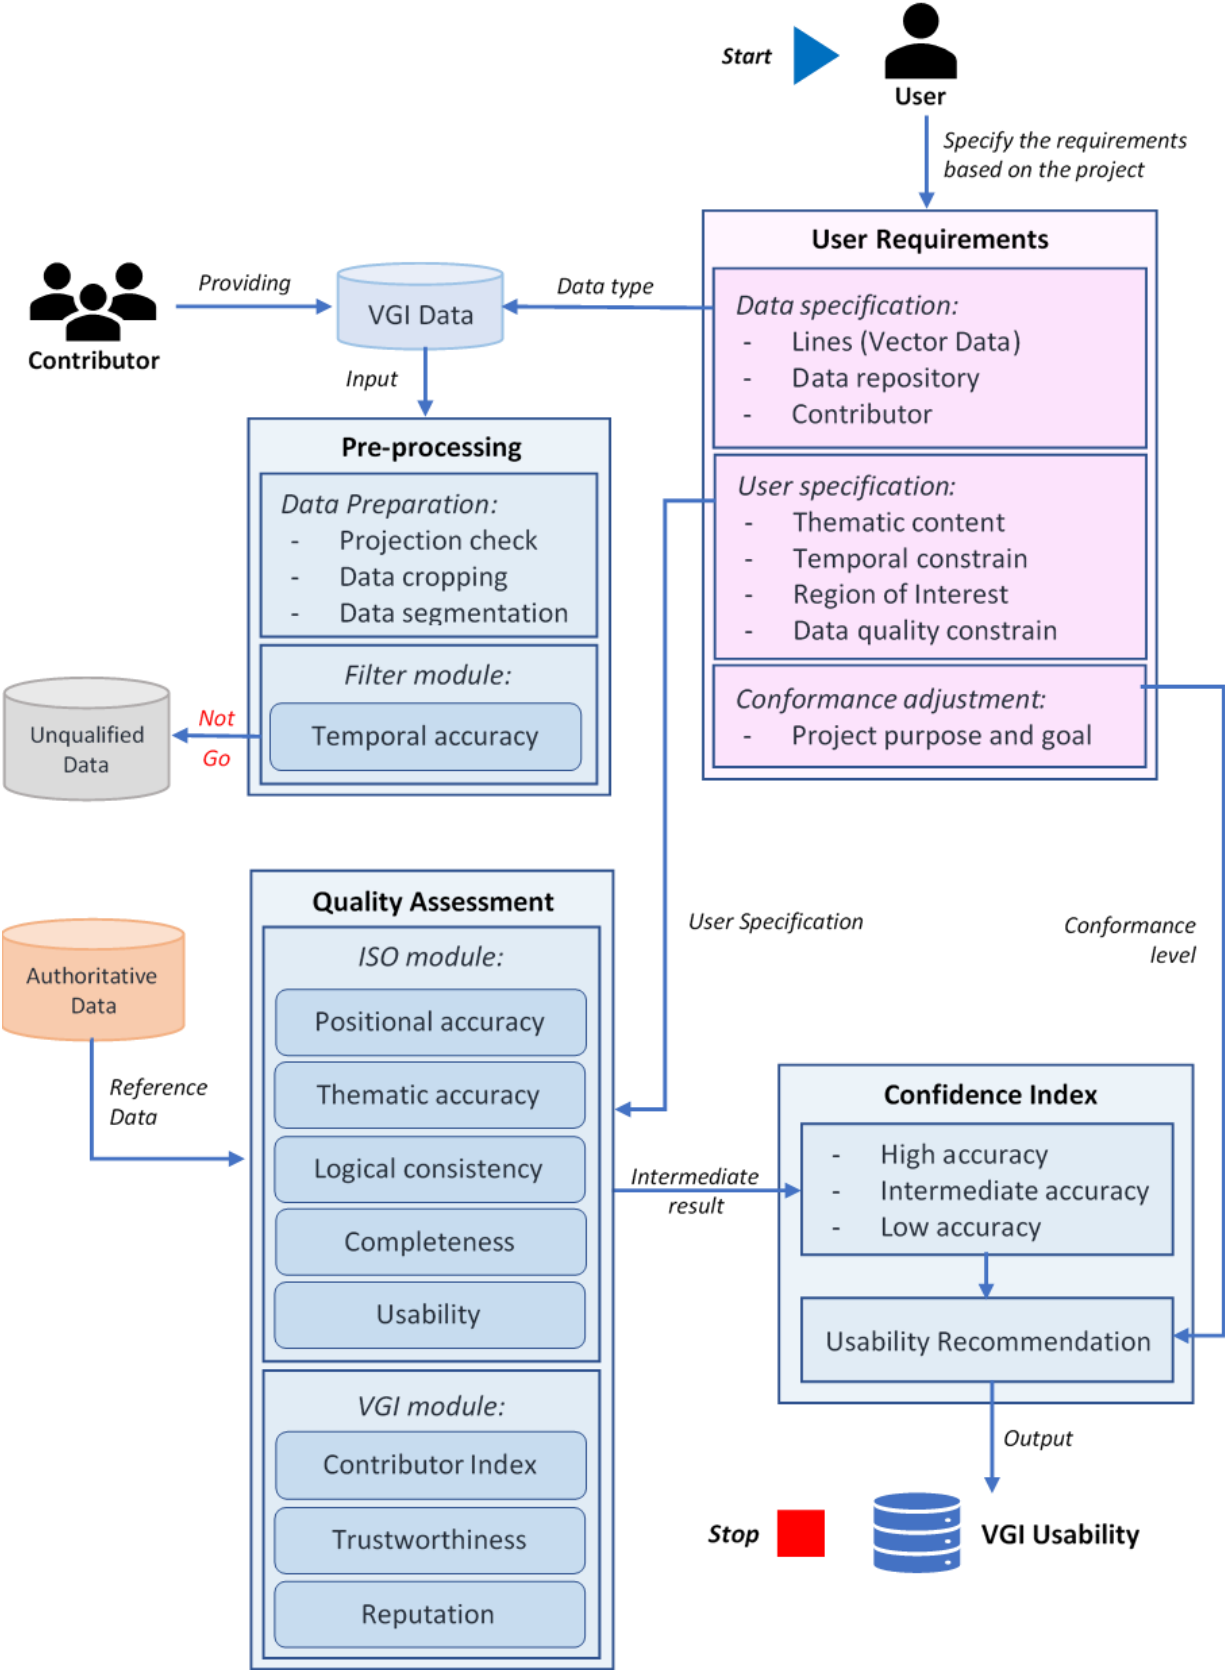 Start
User
Specify the requirements
based on the project
User Requirements
Data specification:
- Lines (Vector Data)
- Data repository
- Contributor
User specification:
- Thematic content
- Temporal constrain
- Region of Interest
- Data quality constrain
Conformance adjustment:
- Project purpose and goal
Contributor
Providing
VGI Data
Data type
Input
Pre-processing
Data Preparation:
- Projection check
- Data cropping
- Data segmentation
Filter module:
Temporal accuracy
Not
Go
Unqualified
Data
Quality Assessment
ISO module:
Positional accuracy
Thematic accuracy
Logical consistency
Completeness
Usability
VGI module:
Contributor Index
Trustworthiness
Reputation
Authoritative
Data
Reference
Data
User Specification
Conformance
level
Intermediate
result
Confidence Index
- High accuracy
- Intermediate accuracy
- Low accuracy
Usability Recommendation
Output
Stop
VGI Usability